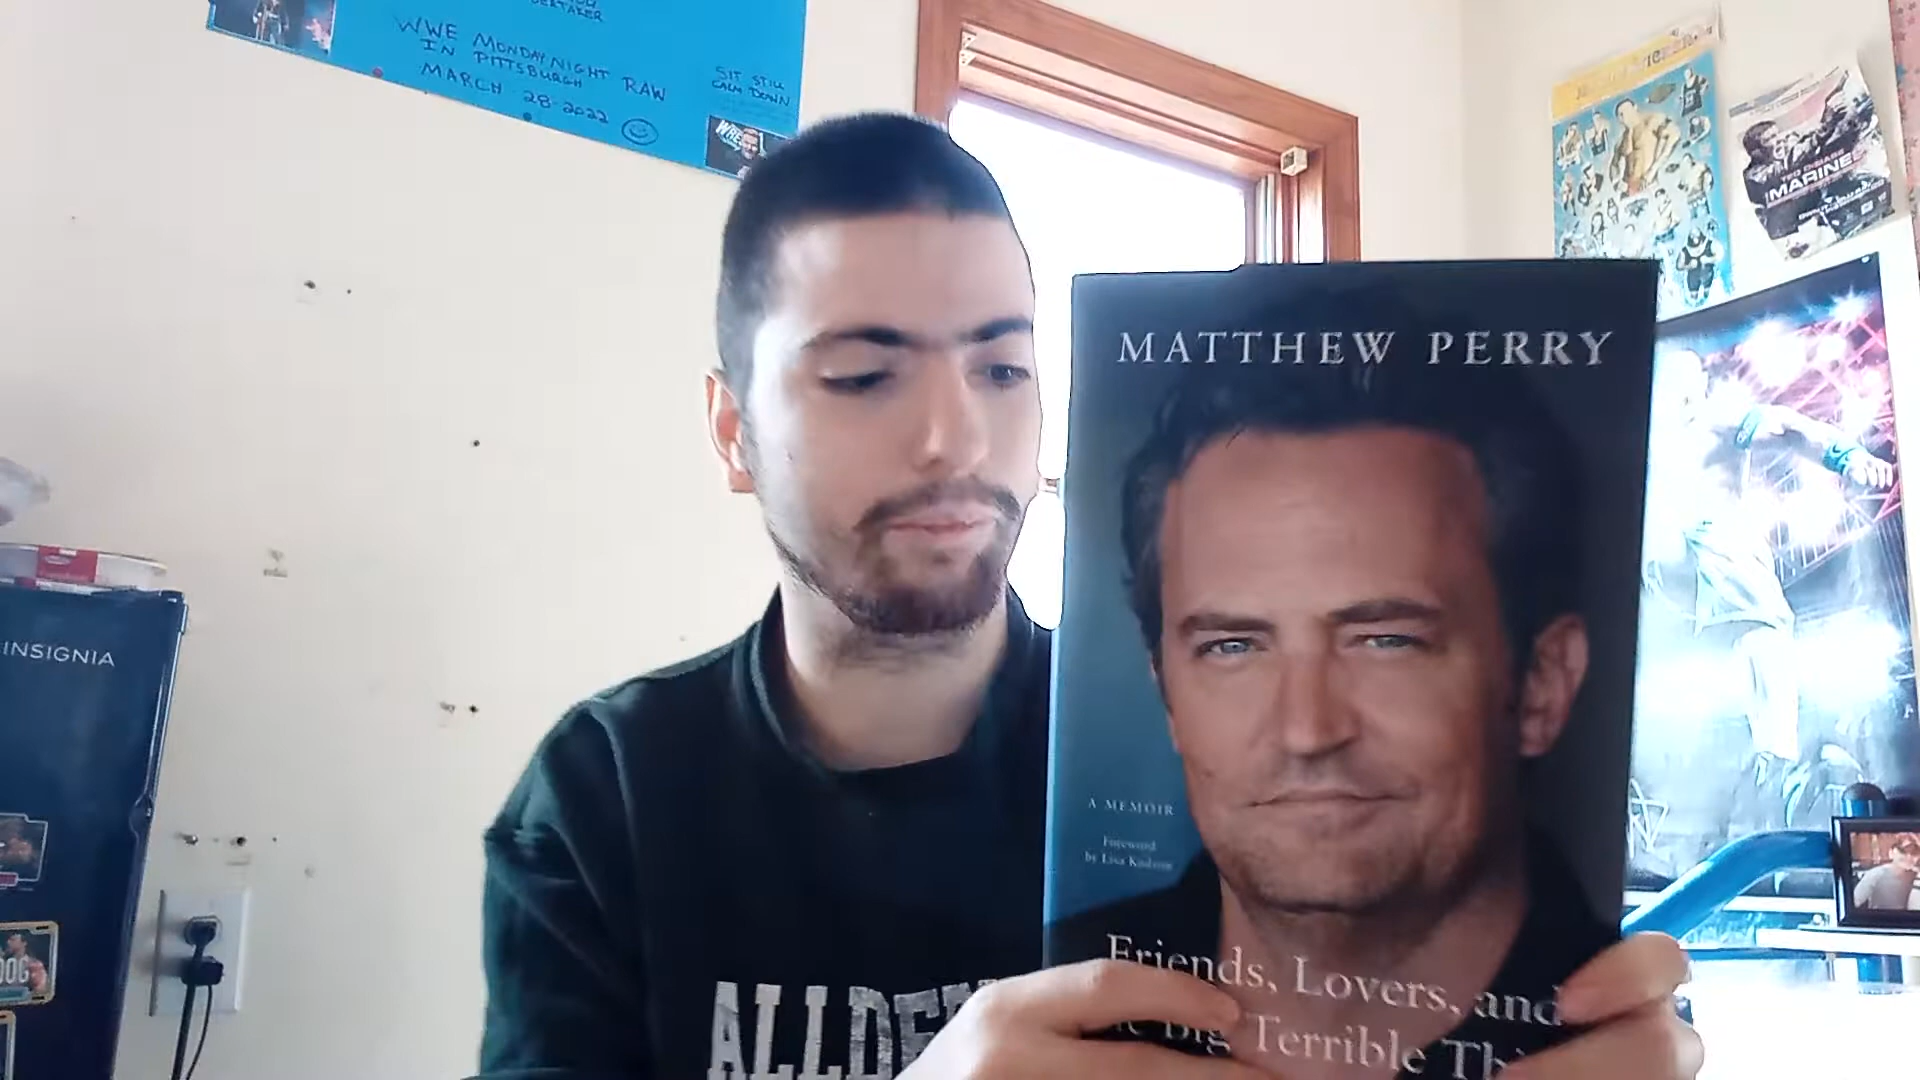 WWE MONDAY NIGHT RAW
IN PITTSBURGH
MARCH 28-2022
SIT STILL
CALM DOWN
MARINE
INSIGNIA
MATTHEW PERRY
A MEMOIR
Foreword
by Lisa Kudrow
Friends, Lovers, and
Big Terrible